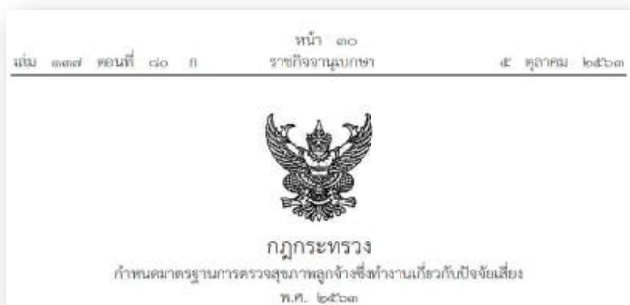 หน้า ๓๐
เล่ม ๑๓๗ ตอนที่ ๘๐ ก ราชกิจจานุเบกษา ๕ ตุลาคม ๒๕๖๓
กฎกระทรวง
กำหนดมาตรฐานการตรวจสุขภาพลูกจ้างซึ่งทำงานเกี่ยวกับปัจจัยเสี่ยง
พ.ศ. ๒๕๖๓